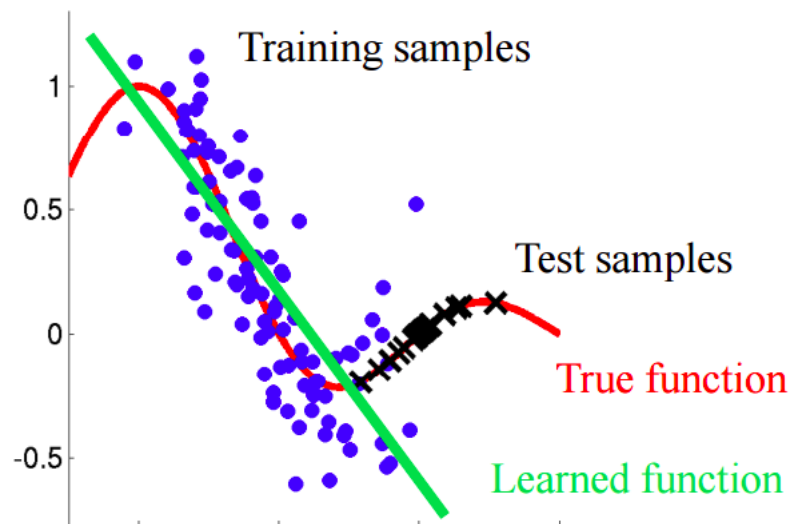 Training samples
1
0.5
Test samples
0
True function
-0.5
Learned function